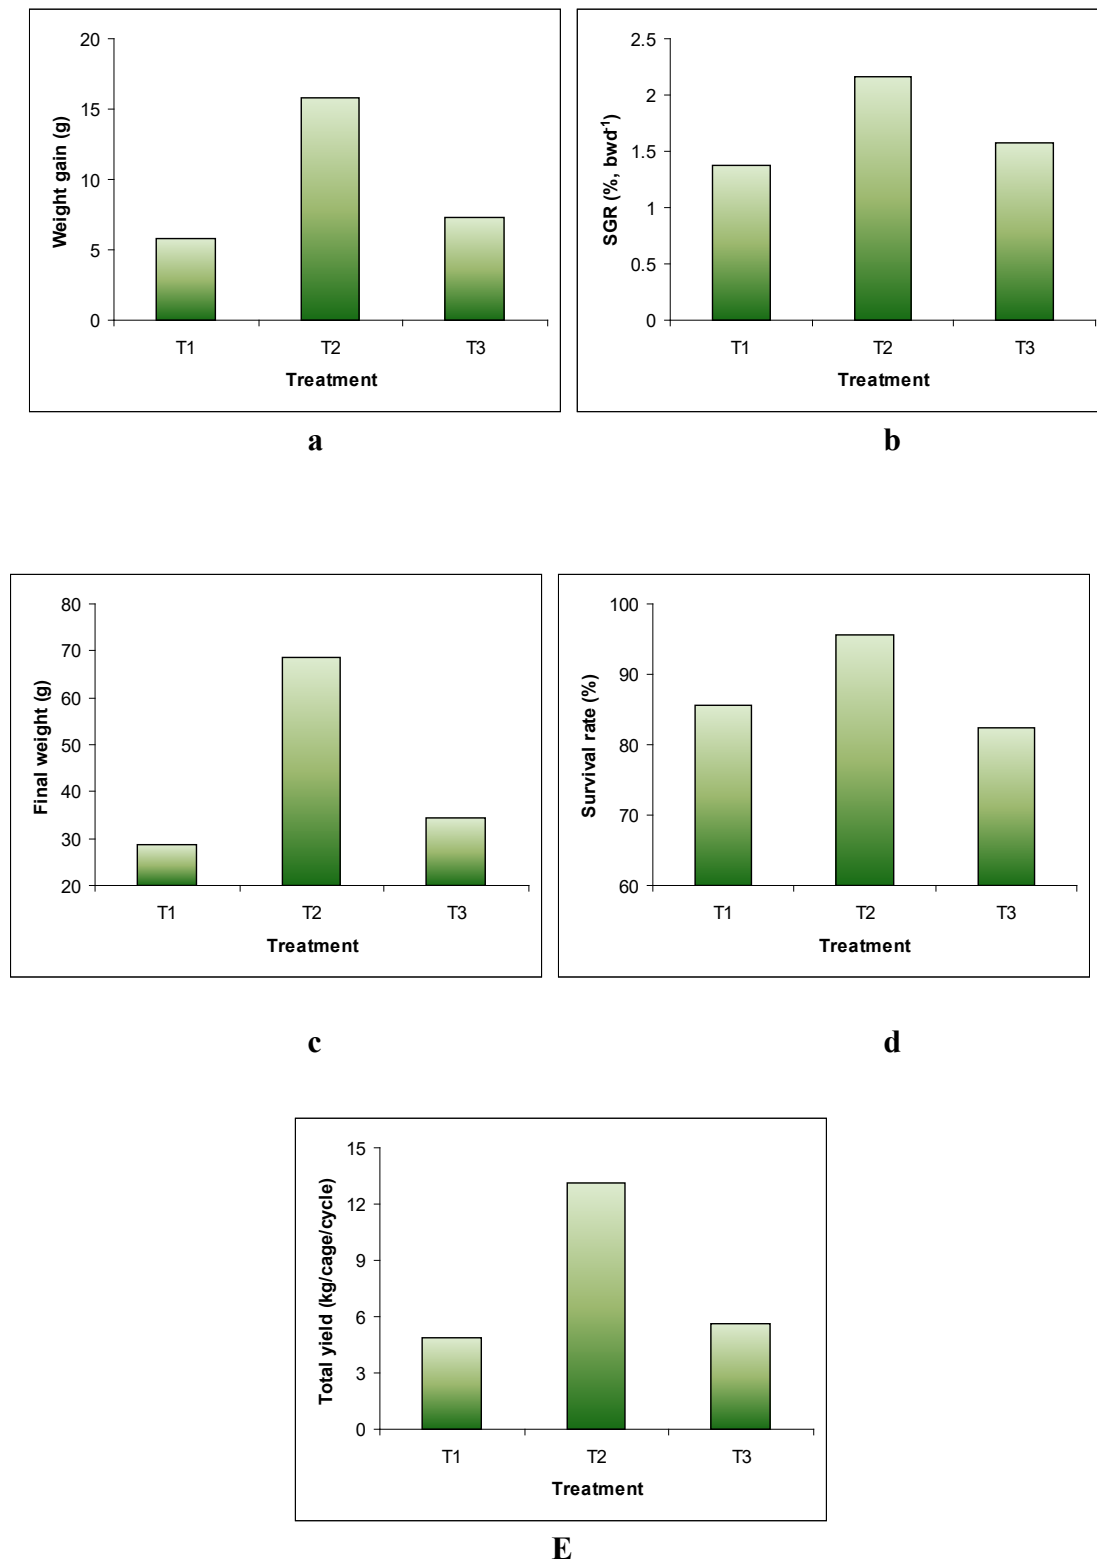 20
15
10
5
0
Weight gain (g)
T1 T2 T3
Treatment
a
2.5
2
1.5
1
0.5
0
SGR (%, bwd-1)
T1 T2 T3
Treatment
b
80
70
60
50
40
30
20
Final weight (g)
T1 T2 T3
Treatment
c
100
90
80
70
60
Survival rate (%)
T1 T2 T3
Treatment
d
15
12
9
6
3
0
Total yield (kg/cage/cycle)
T1 T2 T3
Treatment
E